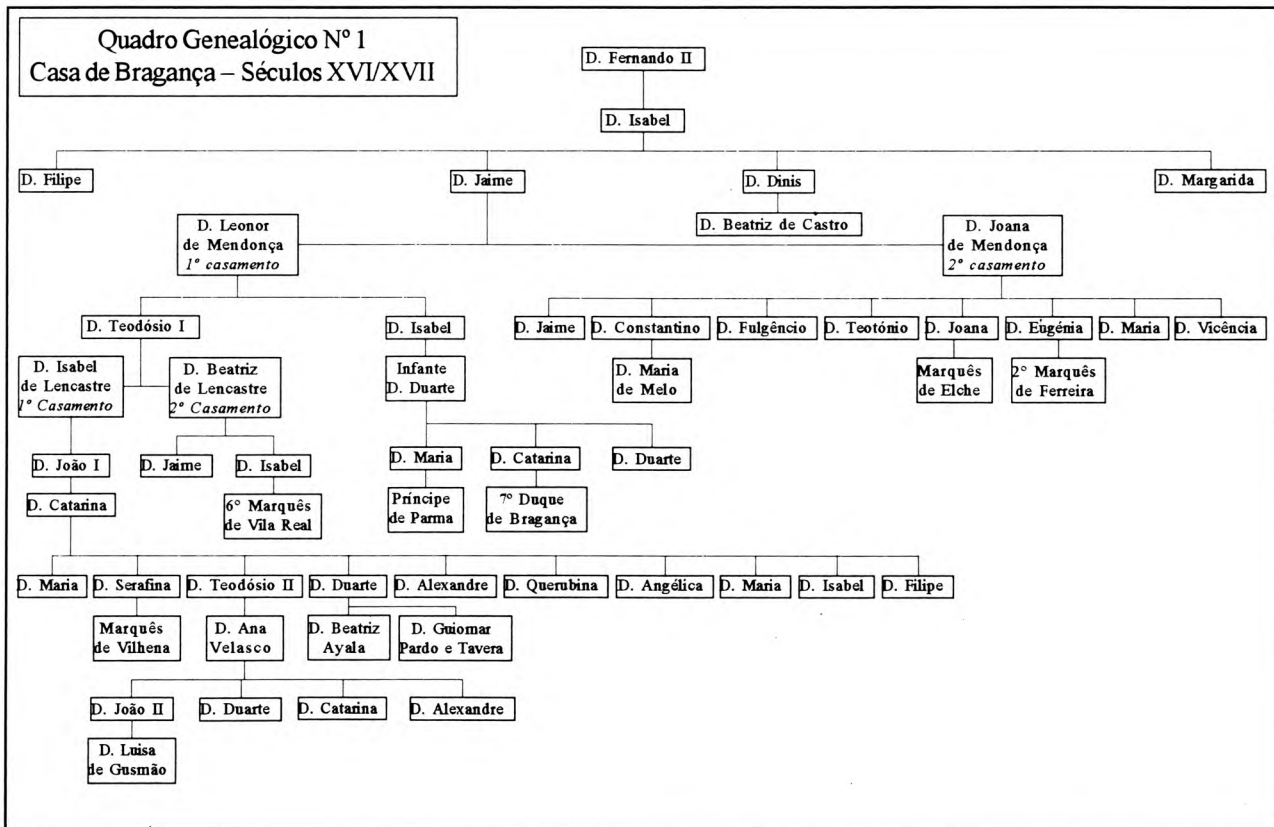 Quadro Genealógico Nº 1
Casa de Bragança – Séculos XVI/XVII
D. Fernando II
D. Isabel
D. Filipe
D. Jaime
D. Dinis
D. Margarida
D. Beatriz de Castro
D. Leonor
de Mendonça
1º casamento
D. Joana
de Mendonça
2º casamento
D. Teodósio I
D. Isabel
D. Jaime
D. Constantino
D. Fulgêncio
D. Teotónio
D. Joana
D. Eugénia
D. Maria
D. Vicência
D. Isabel
de Lencastre
1º Casamento
D. Beatriz
de Lencastre
2º Casamento
Infante
D. Duarte
D. Maria
de Melo
Marquês
de Elche
2º Marquês
de Ferreira
D. João I
D. Jaime
D. Isabel
D. Maria
D. Catarina
D. Duarte
D. Catarina
6º Marquês
de Vila Real
Príncipe
de Parma
7º Duque
de Bragança
D. Maria
D. Serafina
D. Teodósio II
D. Duarte
D. Alexandre
D. Querubina
D. Angélica
D. Maria
D. Isabel
D. Filipe
Marquês
de Vilhena
D. Ana
Velasco
D. Beatriz
Ayala
D. Guiomar
Pardo e Tavera
D. João II
D. Duarte
D. Catarina
D. Alexandre
D. Luisa
de Gusmão